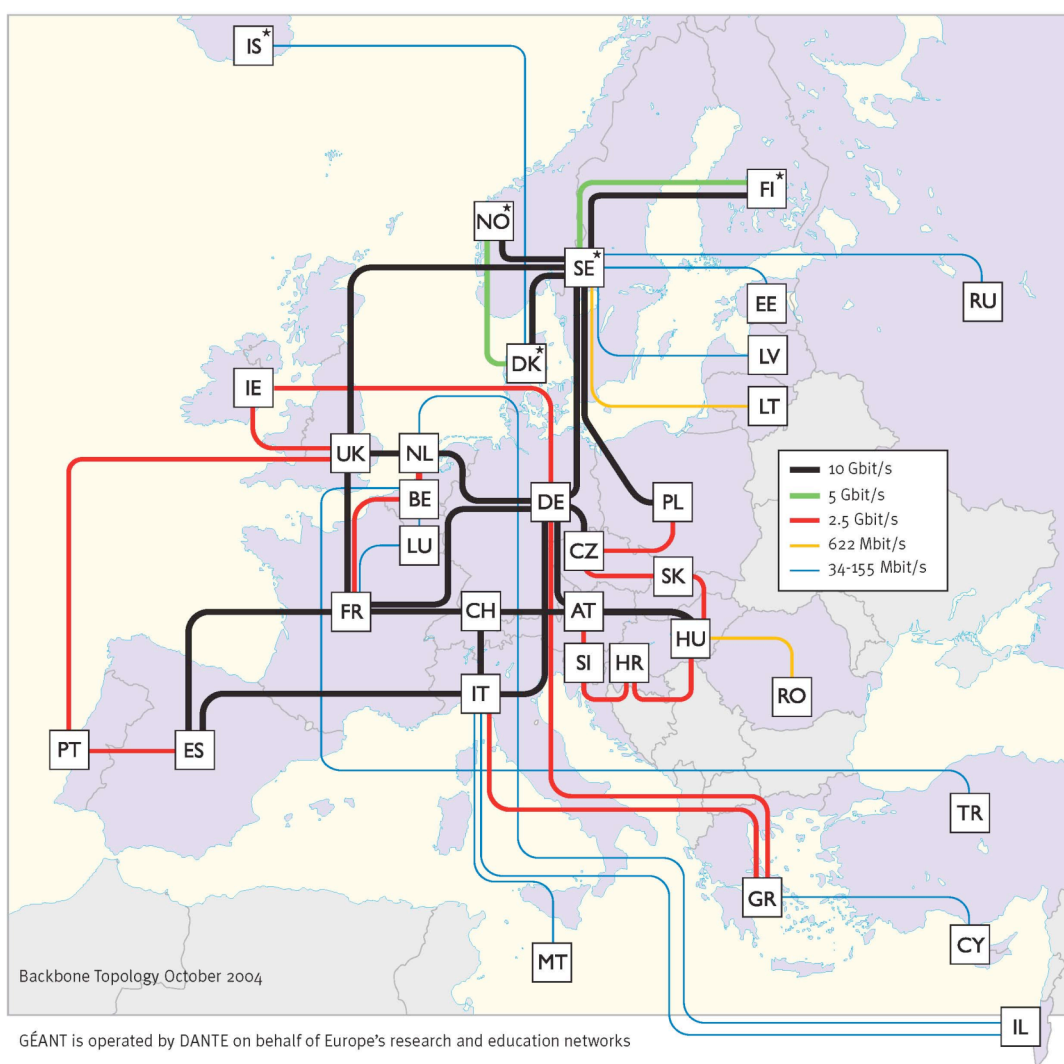 IS*
FI*
NO*
SE*
RU
EE
DK*
LV
IE
LT
UK
NL
10 Gbit/s
5 Gbit/s
2.5 Gbit/s
622 Mbit/s
34-155 Mbit/s
BE
DE
PL
LU
CZ
SK
FR
CH
AT
HU
SI
HR
IT
RO
PT
ES
TR
GR
CY
MT
Backbone Topology October 2004
IL
GÉANT is operated by DANTE on behalf of Europe's research and education networks